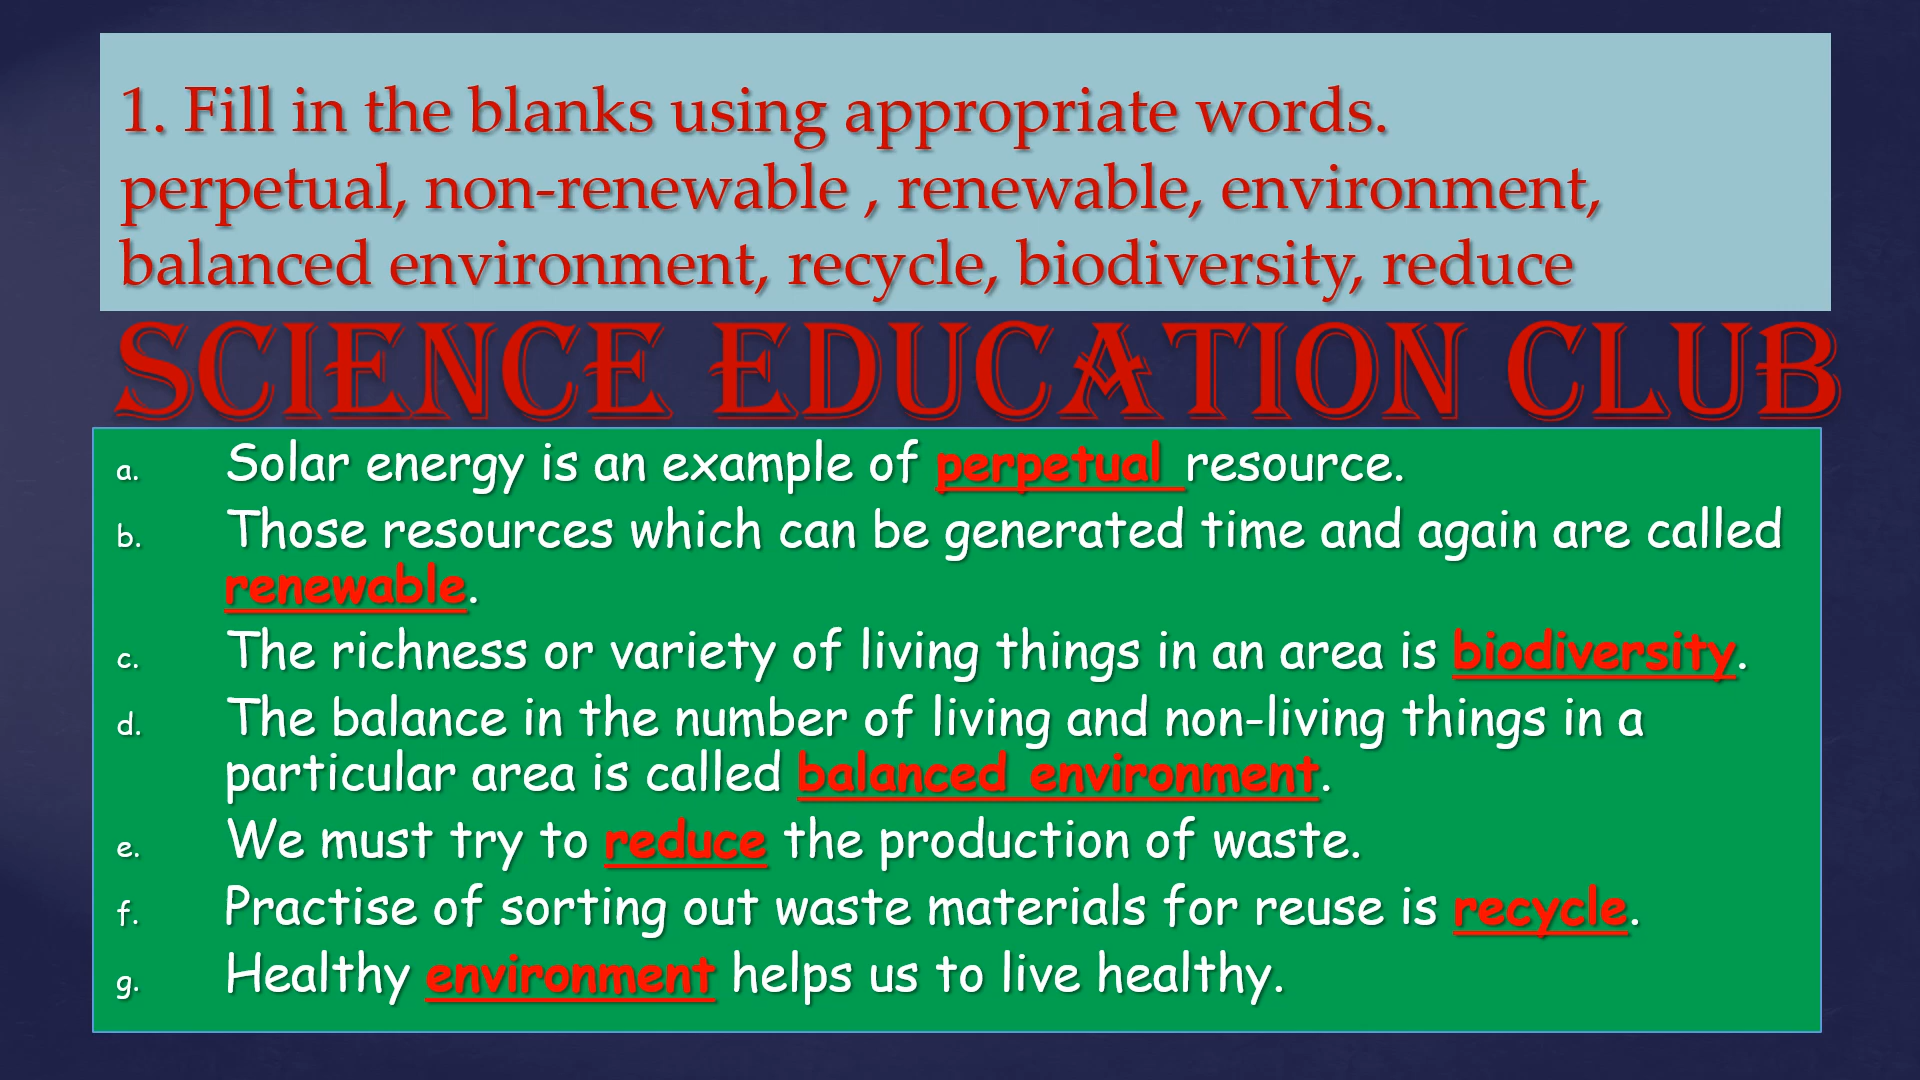 1. Fill in the blanks using appropriate words.
perpetual, non-renewable , renewable, environment,
balanced environment, recycle, biodiversity, reduce
SCIENCE EDUCATION CLUB
a. Solar energy is an example of perpetual resource.
b. Those resources which can be generated time and again are called
renewable.
c. The richness or variety of living things in an area is biodiversity.
d. The balance in the number of living and non-living things in a
particular area is called balanced environment.
e. We must try to reduce the production of waste.
f. Practise of sorting out waste materials for reuse is recycle.
g. Healthy environment helps us to live healthy.